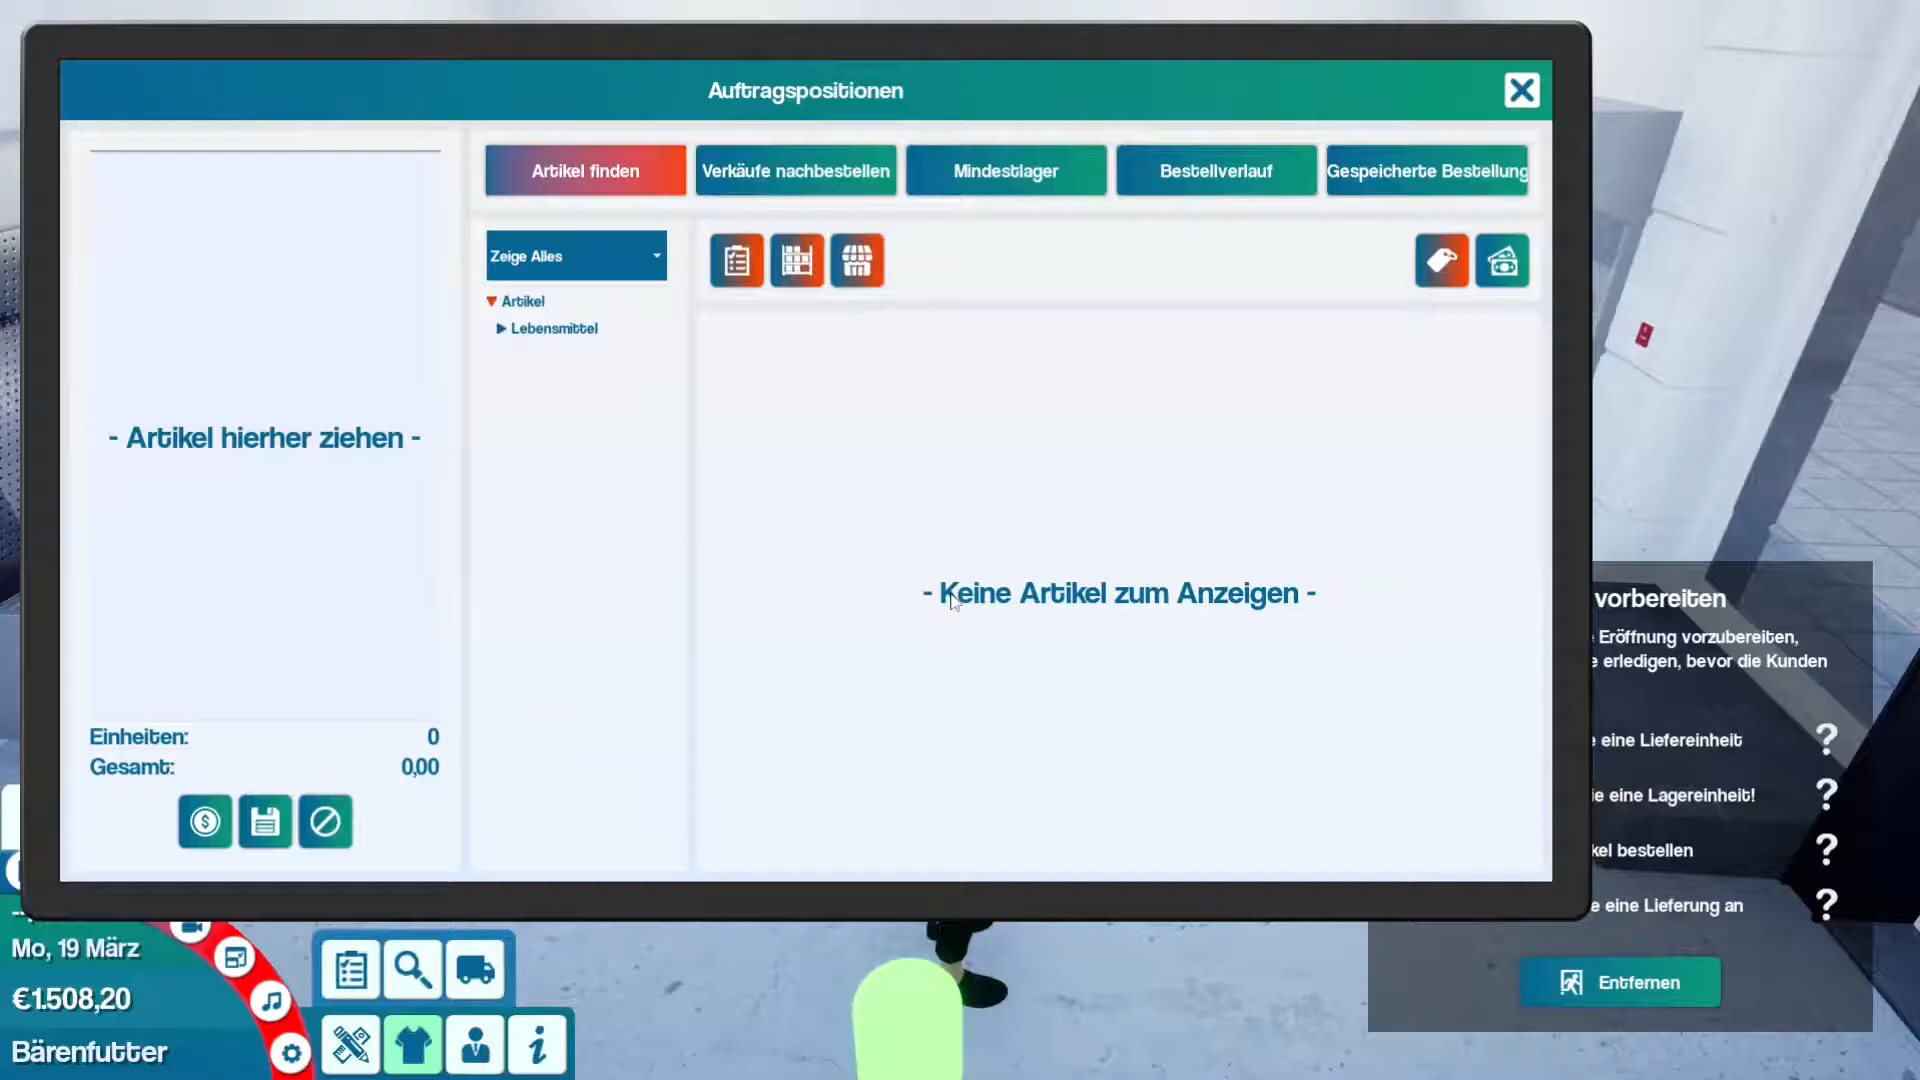 Auftragspositionen
Artikel finden
Verkäufe nachbestellen
Mindestlager
Bestellverlauf
Gespeicherte Bestellung
Zeige Alles
Artikel
Lebensmittel
- Artikel hierher ziehen -
- Keine Artikel zum Anzeigen -
Einheiten: 0
Gesamt: 0,00
vorbereiten
Eröffnung vorzubereiten,
e erledigen, bevor die Kunden
e eine Liefereinheit ?
ie eine Lagereinheit! ?
kel bestellen ?
e eine Lieferung an ?
Entfernen
Mo, 19 März
€1.508,20
Bärenfutter